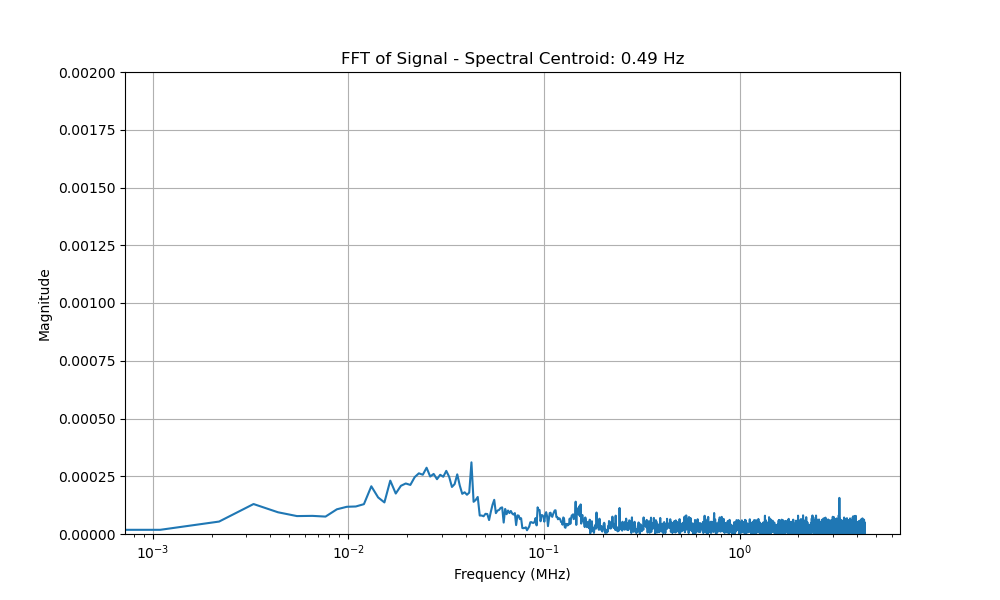 FFT of Signal - Spectral Centroid: 0.49 Hz
0.00200
0.00175
0.00150
0.00125
0.00100
0.00075
0.00050
0.00025
0.00000
Magnitude
10⁻³ 10⁻² 10⁻¹ 10⁰
Frequency (MHz)